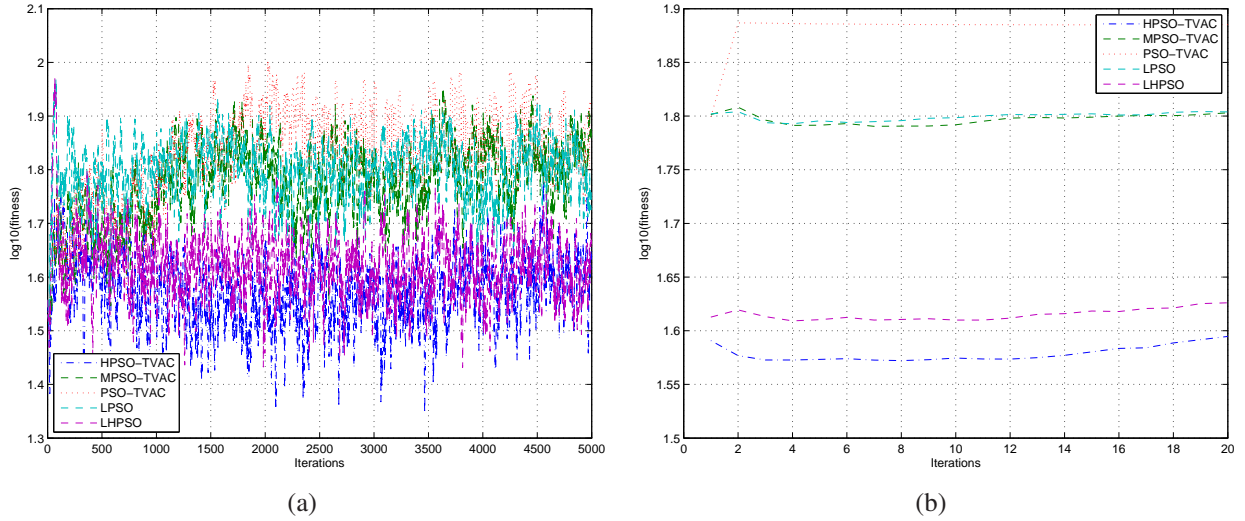 2.1
2
1.9
1.8
1.7
1.6
1.5
1.4
1.3
log10(fitness)
HPSO−TVAC
MPSO−TVAC
PSO−TVAC
LPSO
LHPSO
0 500 1000 1500 2000 2500 3000 3500 4000 4500 5000
Iterations
(a)
1.9
1.85
1.8
1.75
1.7
1.65
1.6
1.55
1.5
log10(fitness)
HPSO−TVAC
MPSO−TVAC
PSO−TVAC
LPSO
LHPSO
0 2 4 6 8 10 12 14 16 18 20
Iterations
(b)